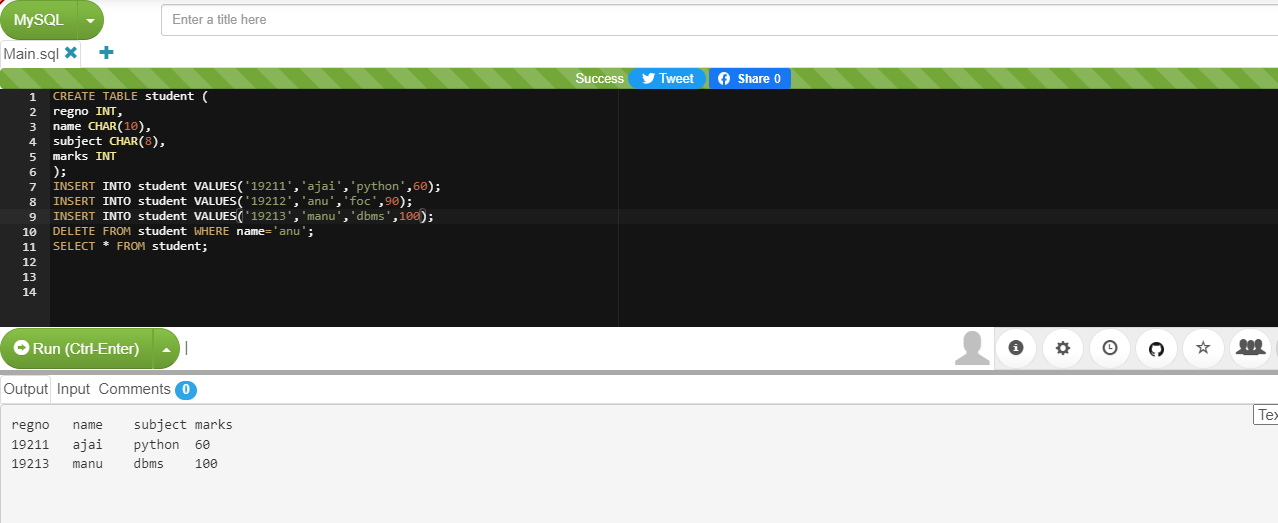 MySQL
Enter a title here
Main.sql
Success Tweet Share 0
1 CREATE TABLE student (
2 regno INT,
3 name CHAR(10),
4 subject CHAR(8),
5 marks INT
6 );
7 INSERT INTO student VALUES('19211','ajai','python',60);
8 INSERT INTO student VALUES('19212','anu','foc',90);
9 INSERT INTO student VALUES('19213','manu','dbms',100);
10 DELETE FROM student WHERE name='anu';
11 SELECT * FROM student;
12
13
14
Run (Ctrl-Enter)
Output Input Comments 0
regno name subject marks
19211 ajai python 60
19213 manu dbms 100